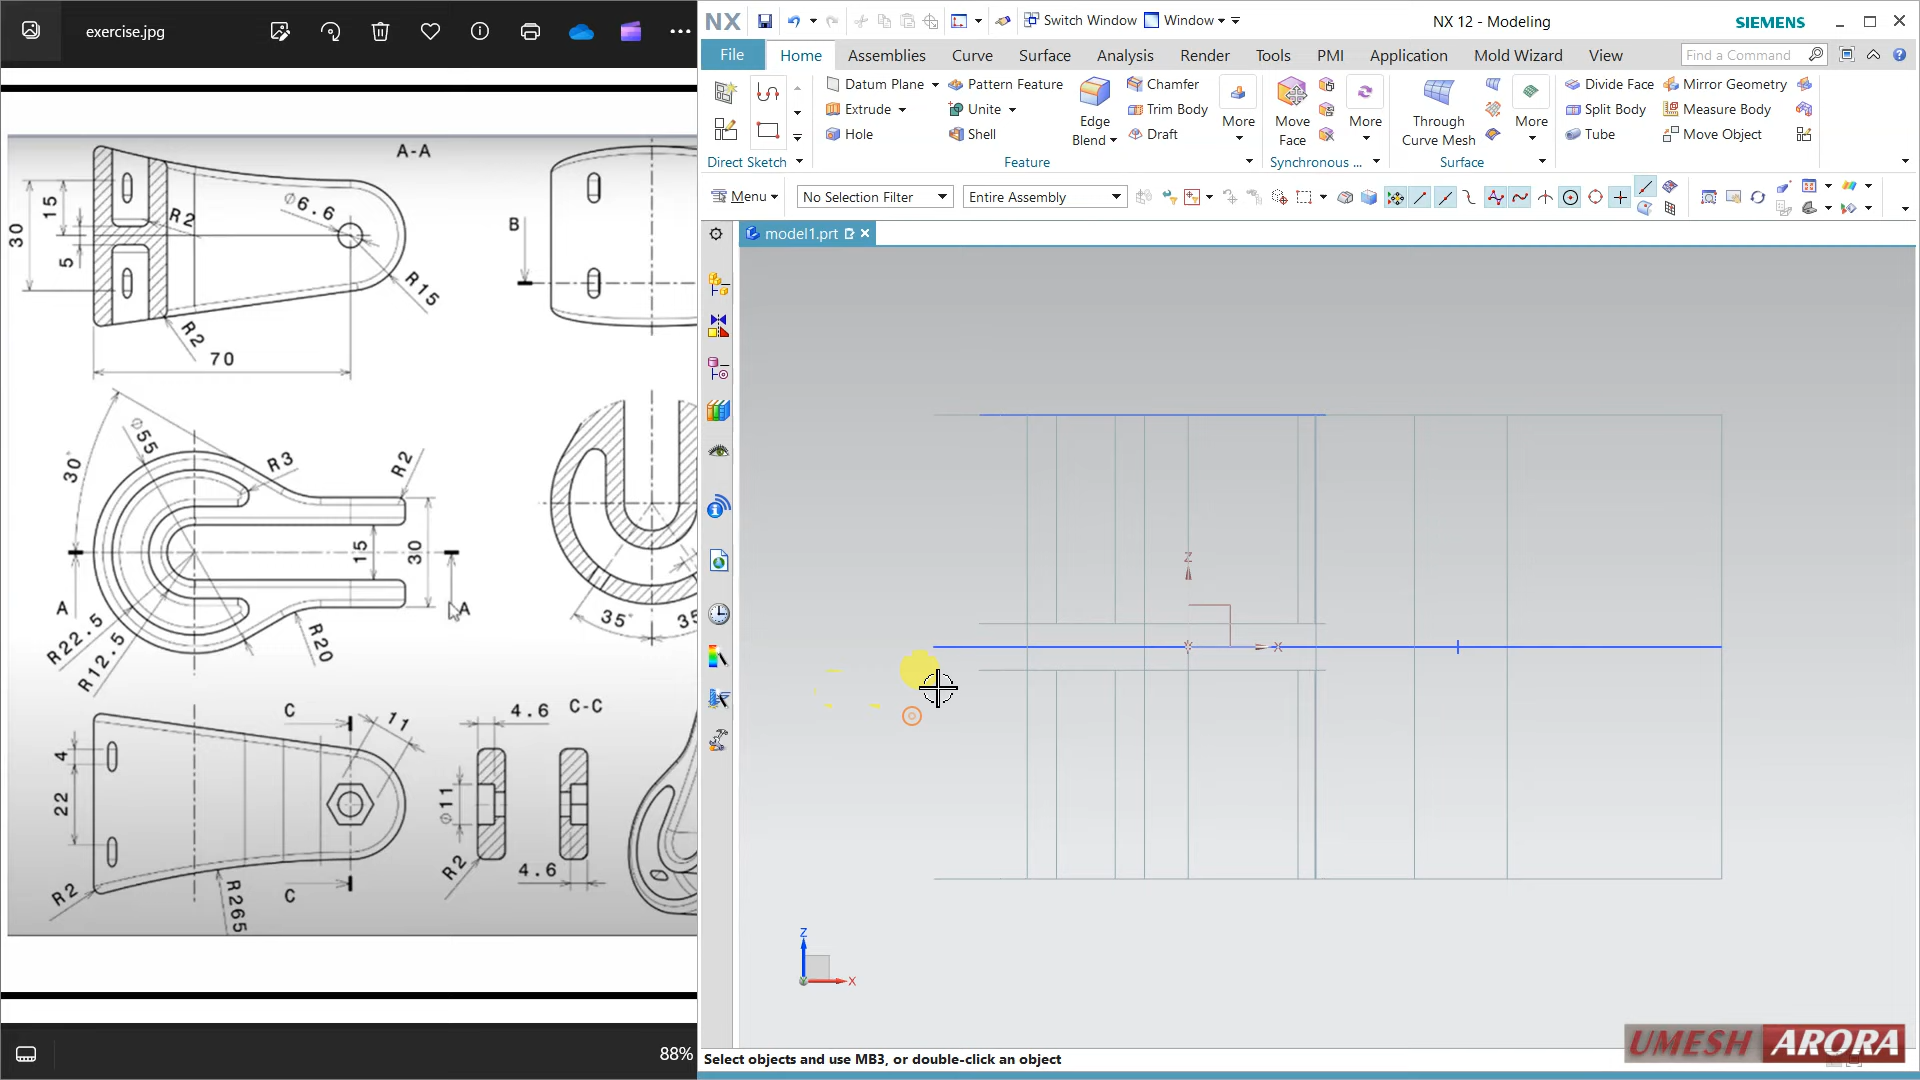 exercise.jpg
NX
Switch Window
Window
NX 12 - Modeling
SIEMENS
File
Home
Assemblies
Curve
Surface
Analysis
Render
Tools
PMI
Application
Mold Wizard
View
Find a Command
Datum Plane
Extrude
Hole
Pattern Feature
Unite
Shell
Edge
Blend
Chamfer
Trim Body
Draft
More
Move
Face
More
Through
Curve Mesh
More
Divide Face
Split Body
Tube
Mirror Geometry
Measure Body
Move Object
Direct Sketch
Feature
Synchronous ...
Surface
Menu
No Selection Filter
Entire Assembly
model1.prt
A-A
30
15
5
R2
Ø6.6
R15
R2
70
B
Ø55
30°
R3
R2
15
30
A
A
R22.5
R12.5
R20
35°
35
C
C
11
4
22
R2
R265
4.6
C-C
Ø11
R2
4.6
Z
X
Z
X
88%
Select objects and use MB3, or double-click an object
UMESH ARORA